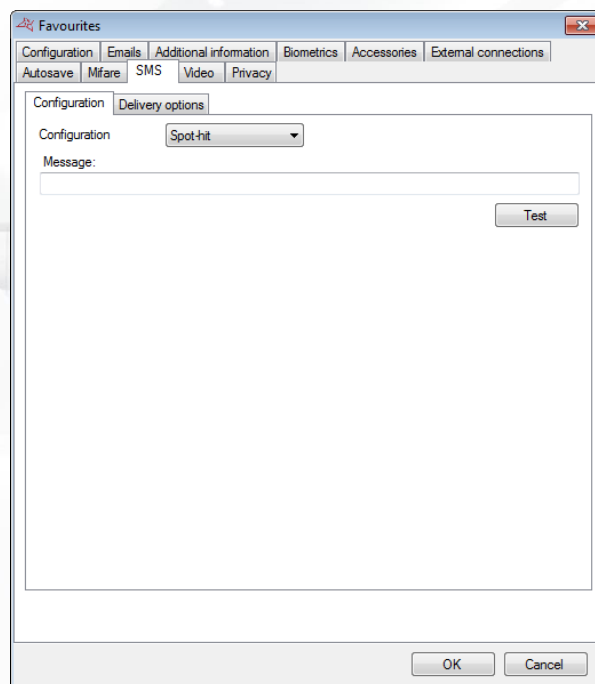 Favourites
Configuration Emails Additional information Biometrics Accessories External connections
Autosave Mifare SMS Video Privacy
Configuration Delivery options
Configuration Spot-hit
Message:
Test
OK Cancel